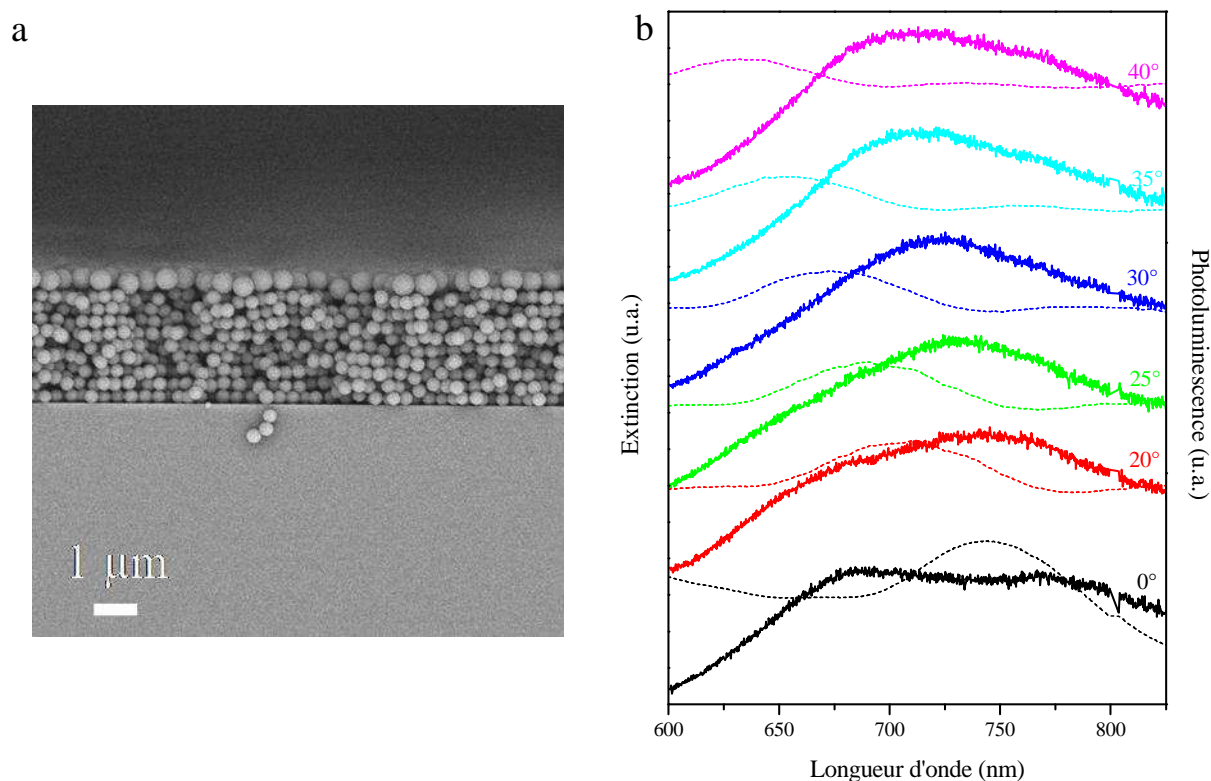 a
1 µm
b
Extinction (u.a.)
40°
35°
30°
25°
20°
0°
Photoluminescence (u.a.)
600 650 700 750 800
Longueur d'onde (nm)